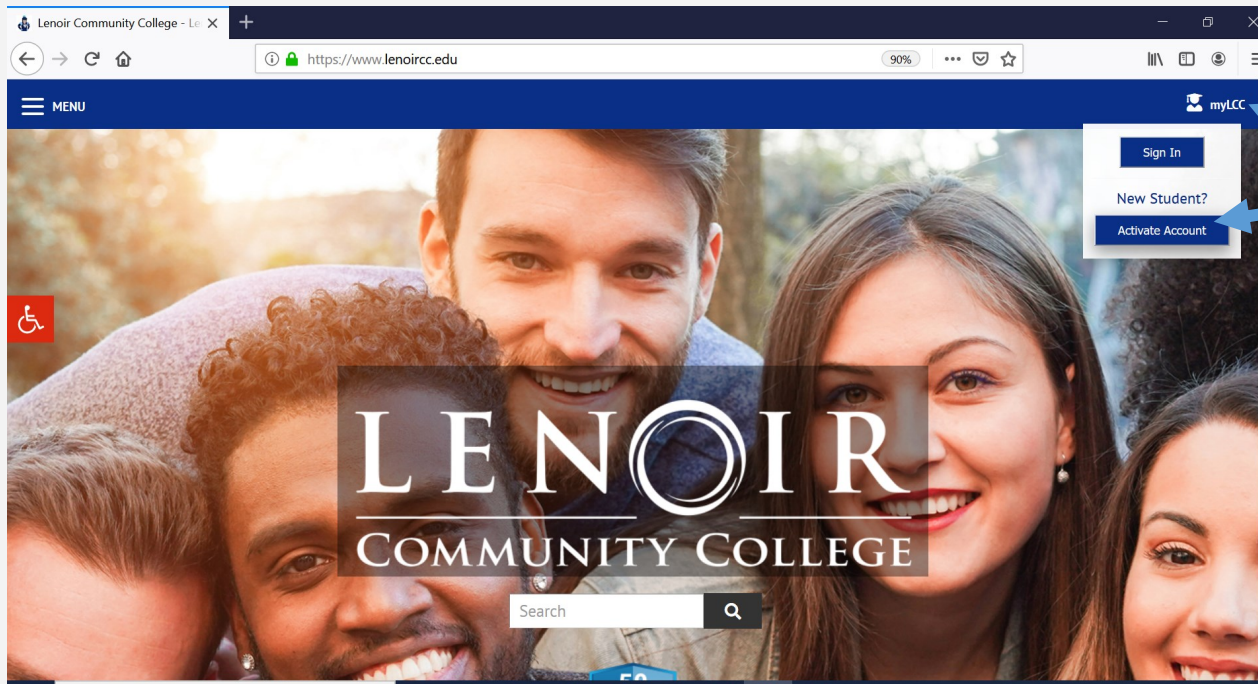 Lenoir Community College - Le
https://www.lenoircc.edu
90%
MENU
myLCC
Sign In
New Student?
Activate Account
LENOIR
COMMUNITY COLLEGE
Search
50